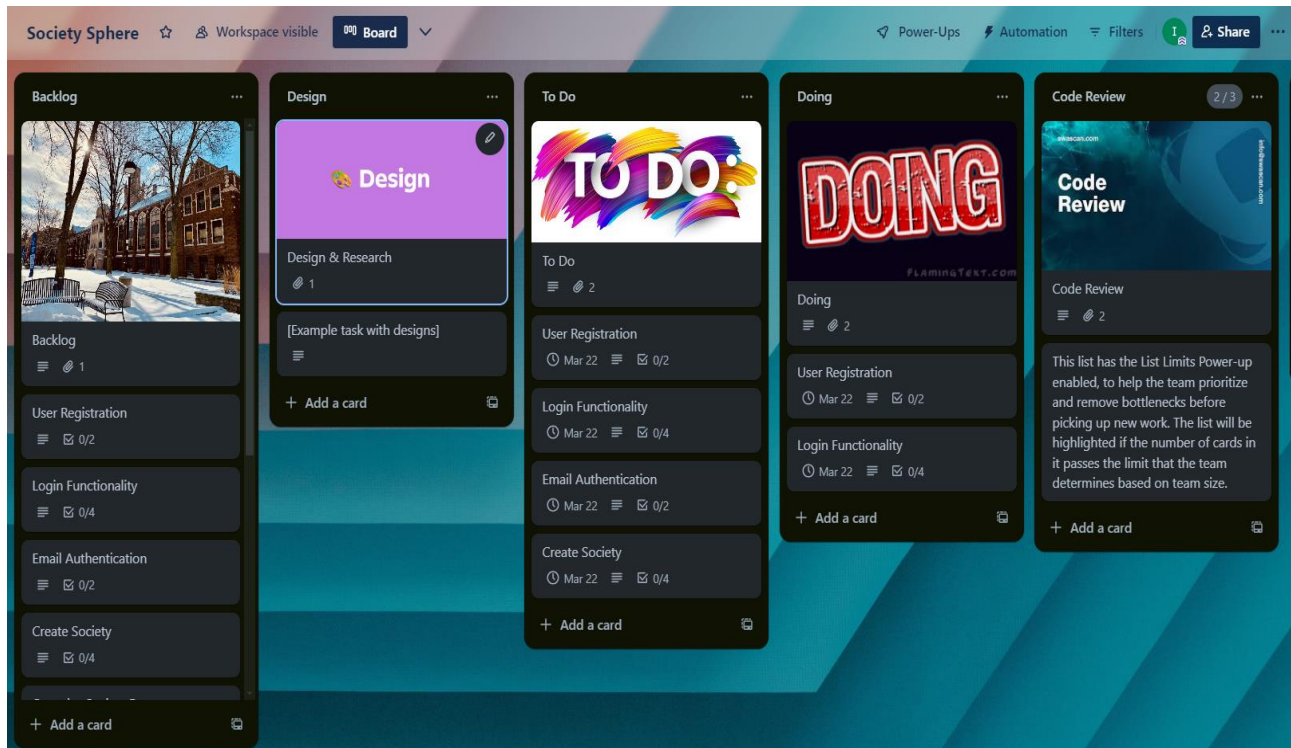 Society Sphere
Workspace visible
Board
Power-Ups
Automation
Filters
I
Share
Backlog
Backlog
1
User Registration
0/2
Login Functionality
0/4
Email Authentication
0/2
Create Society
0/4
+ Add a card
Design
🎨 Design
Design & Research
1
[Example task with designs]
+ Add a card
To Do
TO DO:
To Do
2
User Registration
Mar 22 0/2
Login Functionality
Mar 22 0/4
Email Authentication
Mar 22 0/2
Create Society
Mar 22 0/4
+ Add a card
Doing
DOING
FLAMINGTEXT.COM
Doing
2
User Registration
Mar 22 0/2
Login Functionality
Mar 22 0/4
+ Add a card
Code Review
2/3
swascan.com
info@swascan.com
Code
Review
Code Review
2
This list has the List Limits Power-up
enabled, to help the team prioritize
and remove bottlenecks before
picking up new work. The list will be
highlighted if the number of cards in
it passes the limit that the team
determines based on team size.
+ Add a card